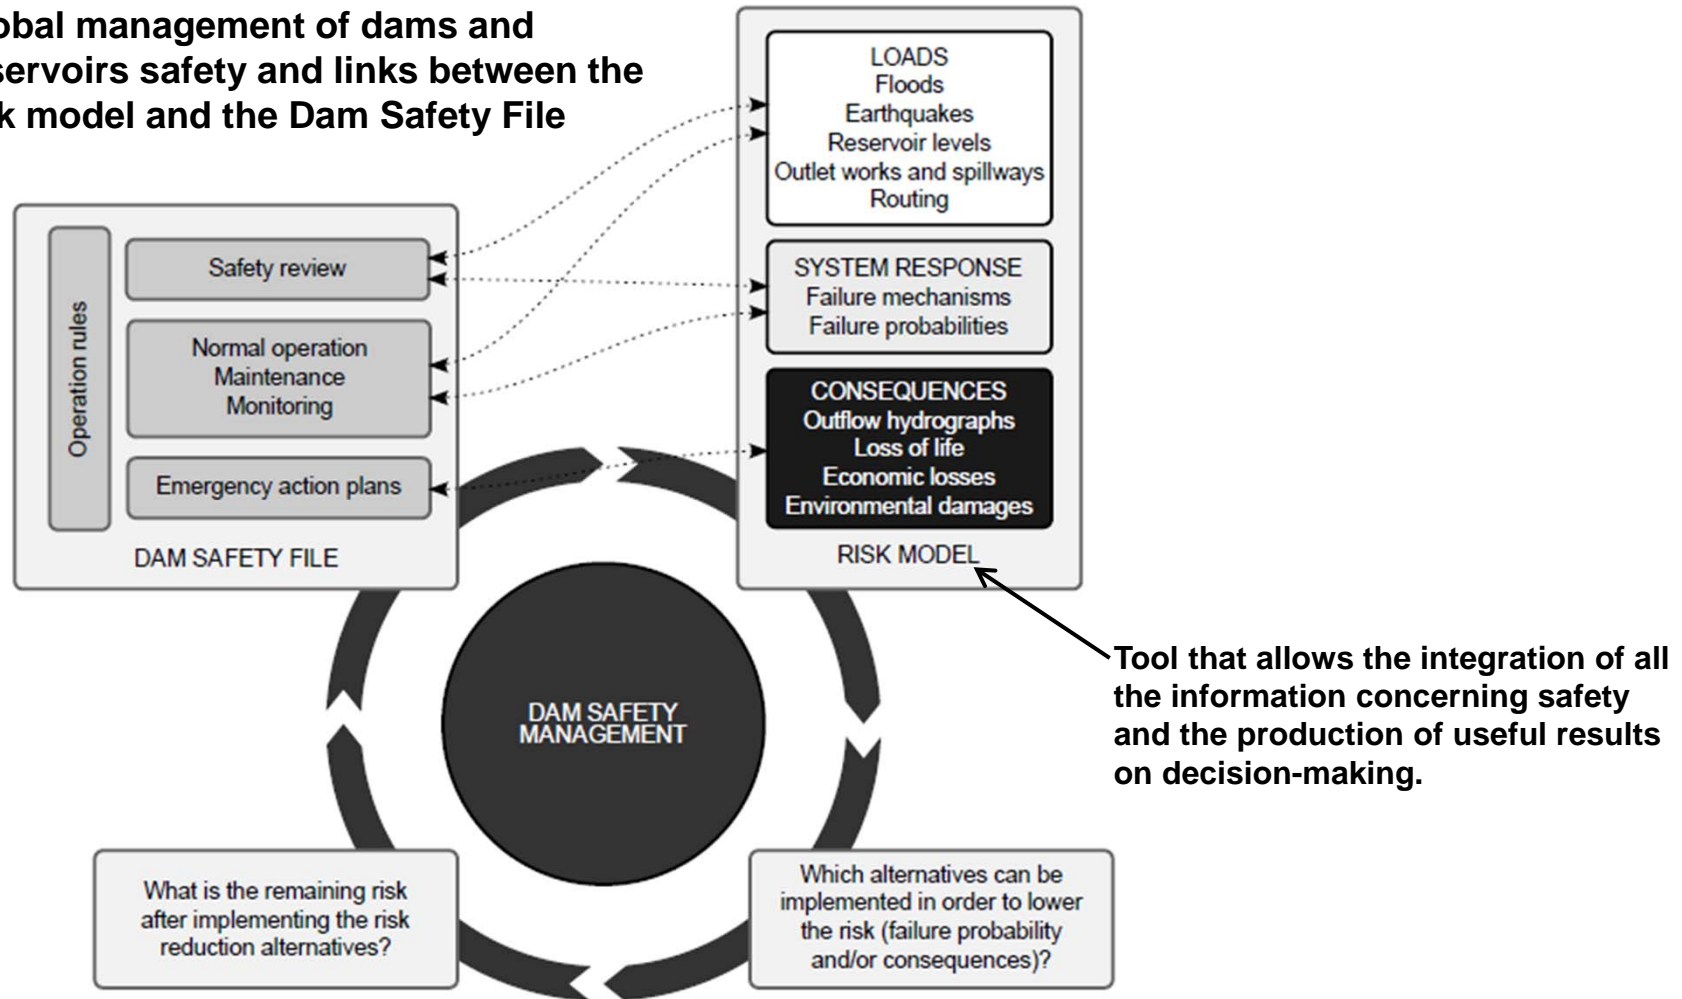 obal management of dams and
servoirs safety and links between the
k model and the Dam Safety File
Operation rules
Safety review
Normal operation
Maintenance
Monitoring
Emergency action plans
DAM SAFETY FILE
LOADS
Floods
Earthquakes
Reservoir levels
Outlet works and spillways
Routing
SYSTEM RESPONSE
Failure mechanisms
Failure probabilities
CONSEQUENCES
Outflow hydrographs
Loss of life
Economic losses
Environmental damages
RISK MODEL
Tool that allows the integration of all
the information concerning safety
and the production of useful results
on decision-making.
DAM SAFETY
MANAGEMENT
What is the remaining risk
after implementing the risk
reduction alternatives?
Which alternatives can be
implemented in order to lower
the risk (failure probability
and/or consequences)?